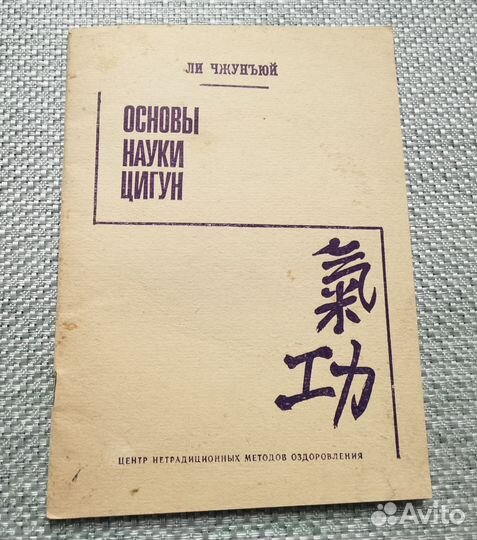 ЛИ ЧЖУНЪЮЙ
ОСНОВЫ
НАУКИ
ЦИГУН
氣
功
ЦЕНТР НЕТРАДИЦИОННЫХ МЕТОДОВ ОЗДОРОВЛЕНИЯ
Avito